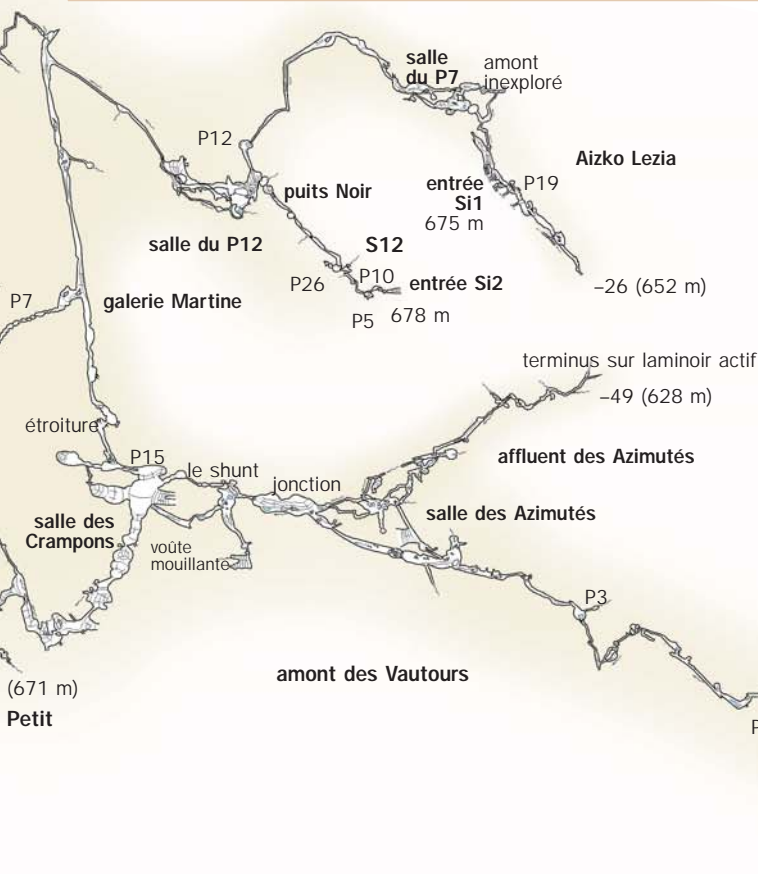 salle
du P7
amont
inexploré
P12
Aizko Lezia
entrée
Si1
675 m
P19
puits Noir
salle du P12
S12
P26
P10
entrée Si2
–26 (652 m)
P7
galerie Martine
P5
678 m
terminus sur laminoir actif
–49 (628 m)
étroiture
P15
le shunt
jonction
affluent des Azimutés
salle des
Crampons
voûte
mouillante
salle des Azimutés
P3
amont des Vautours
(671 m)
Petit
P